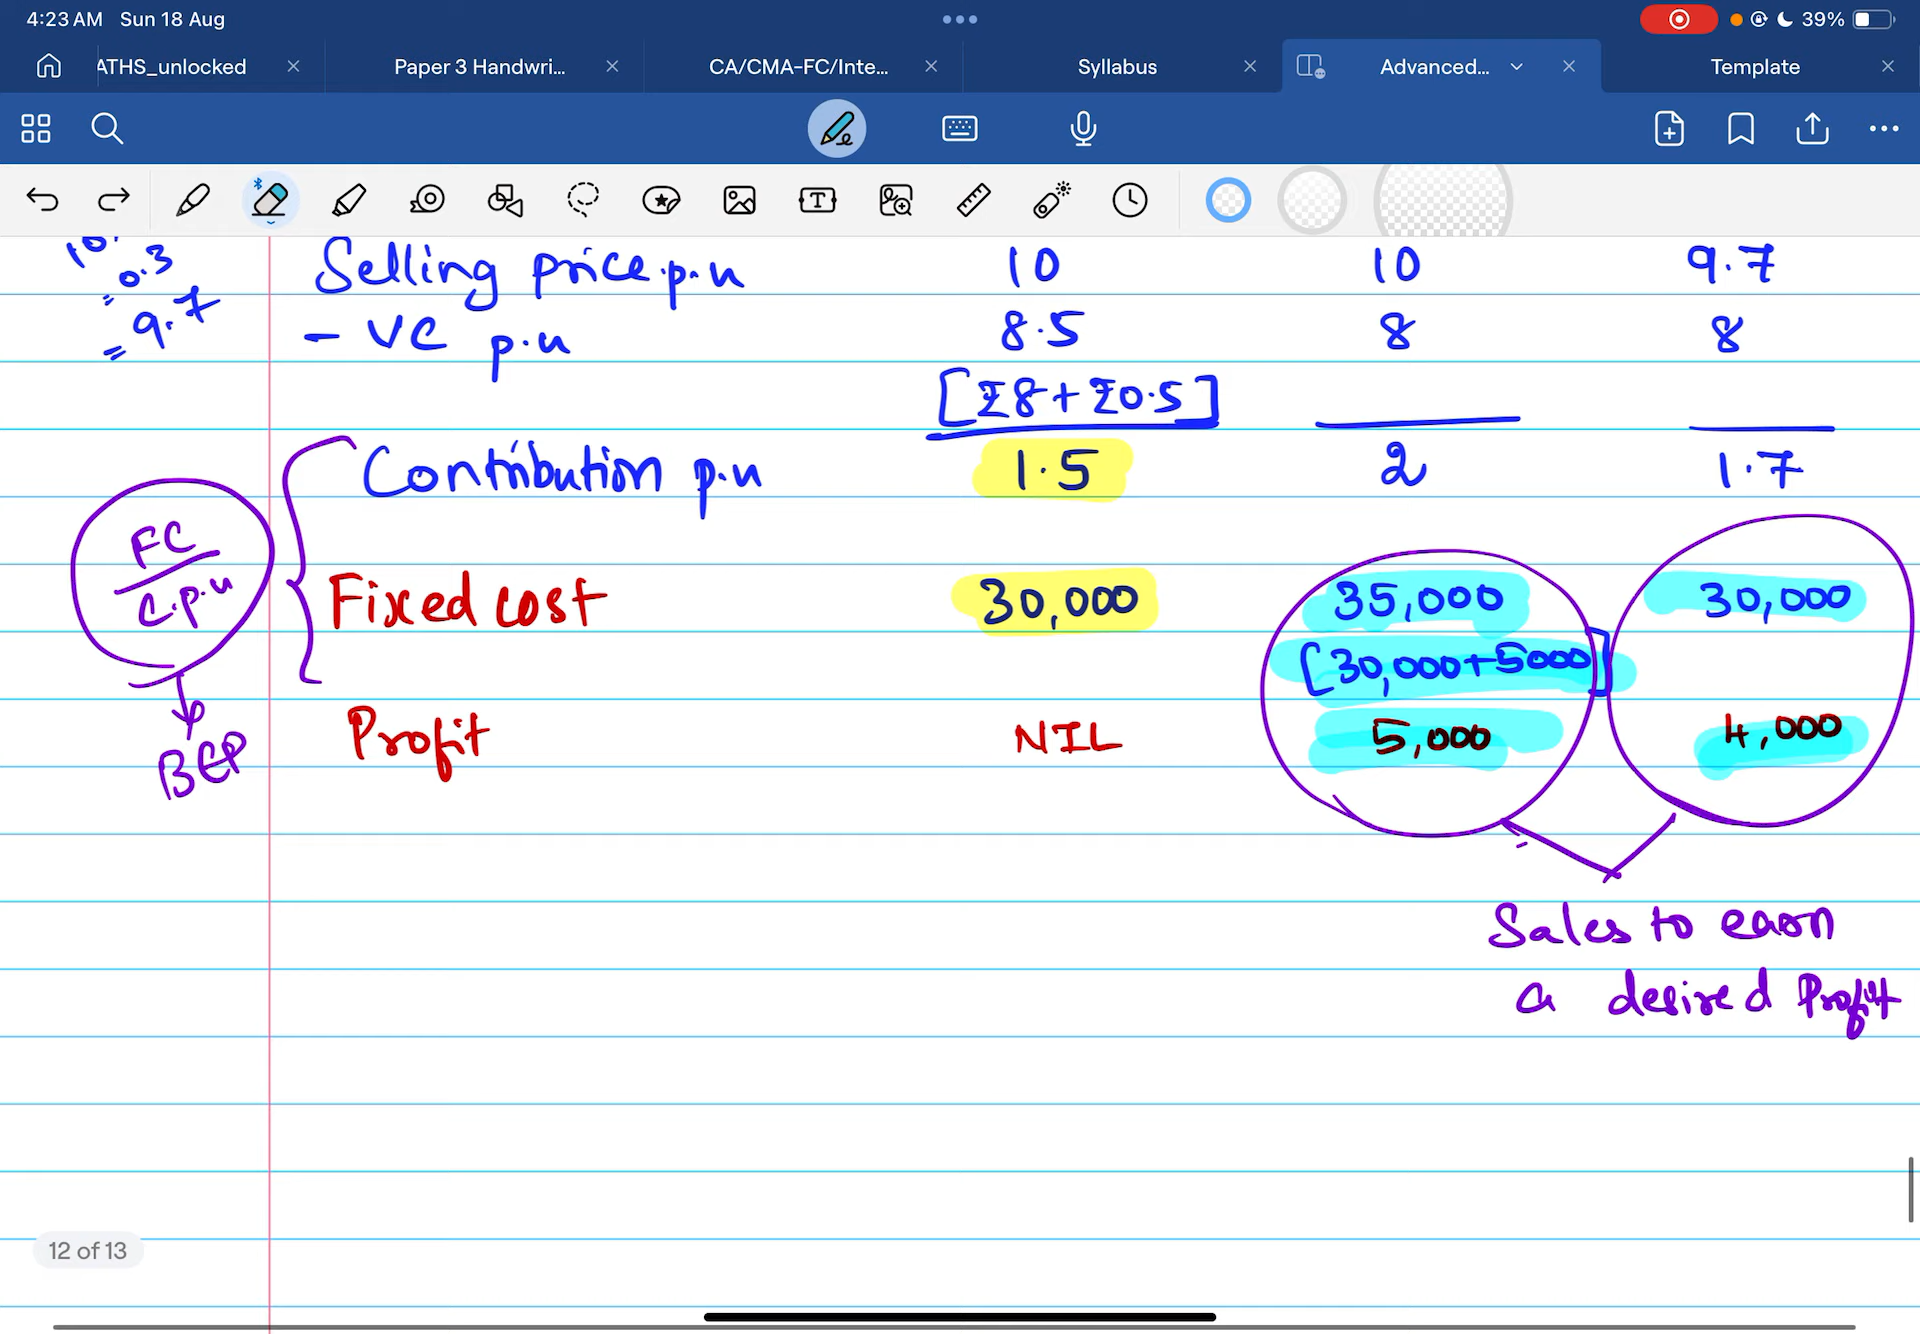 4:23 AM Sun 18 Aug
39%
ATHS_unlocked
Paper 3 Handwri...
CA/CMA-FC/Inte...
Syllabus
Advanced...
Template
10.
0.3
= 9.7
Selling price p.u 10 10 9.7
- VC p.u 8.5 8 8
[₹8+₹0.5]
Contribution p.u 1.5 2 1.7
FC
C.p.u
BEP
Fixed cost 30,000 35,000 30,000
[30,000+5000]
Profit NIL 5,000 4,000
Sales to earn
a desired Profit
12 of 13